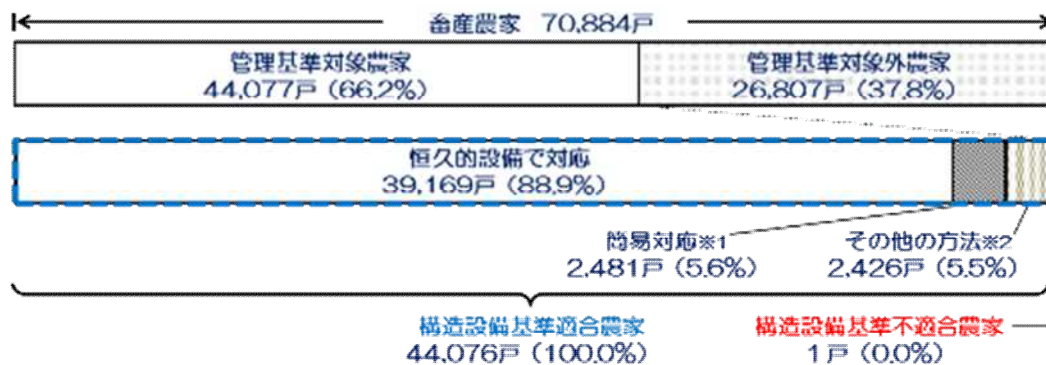 畜産農家 70,884戸
管理基準対象農家
44,077戸 (66.2%)
管理基準対象外農家
26,807戸 (37.8%)
恒久的設備で対応
39,169戸 (88.9%)
簡易対応※1
2,481戸 (5.6%)
その他の方法※2
2,426戸 (5.5%)
構造設備基準適合農家
44,076戸 (100.0%)
構造設備基準不適合農家
1戸 (0.0%)